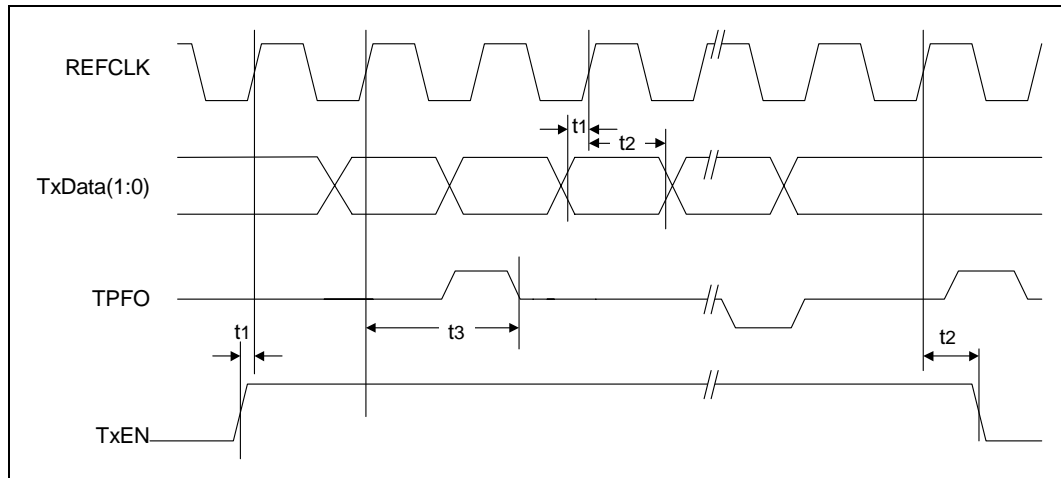 REFCLK
t1
t2
TxData(1:0)
TPFO
t1
t3
t2
TxEN